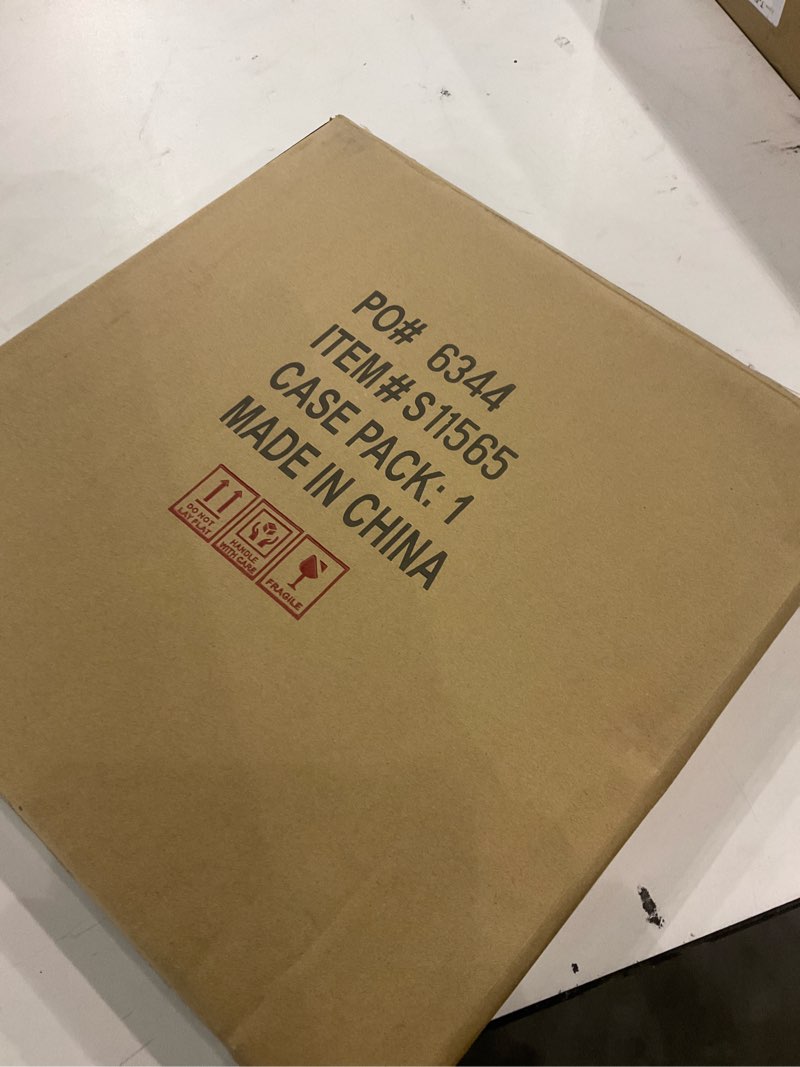 PO# 6344
ITEM# S11565
CASE PACK: 1
MADE IN CHINA
DO NOT
LAY FLAT
HANDLE
WITH CARE
FRAGILE